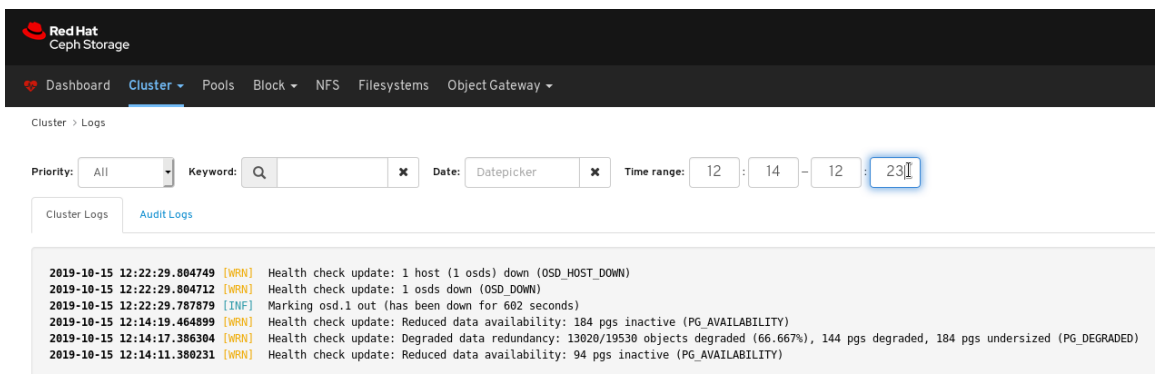 Red Hat
Ceph Storage
Dashboard Cluster Pools Block NFS Filesystems Object Gateway
Cluster > Logs
Priority: All Keyword: Date: Datepicker Time range: 12 : 14 – 12 : 23
Cluster Logs Audit Logs
2019-10-15 12:22:29.804749 [WRN] Health check update: 1 host (1 osds) down (OSD_HOST_DOWN)
2019-10-15 12:22:29.804712 [WRN] Health check update: 1 osds down (OSD_DOWN)
2019-10-15 12:22:29.787879 [INF] Marking osd.1 out (has been down for 602 seconds)
2019-10-15 12:14:19.464899 [WRN] Health check update: Reduced data availability: 184 pgs inactive (PG_AVAILABILITY)
2019-10-15 12:14:17.386304 [WRN] Health check update: Degraded data redundancy: 13020/19530 objects degraded (66.667%), 144 pgs degraded, 184 pgs undersized (PG_DEGRADED)
2019-10-15 12:14:11.380231 [WRN] Health check update: Reduced data availability: 94 pgs inactive (PG_AVAILABILITY)